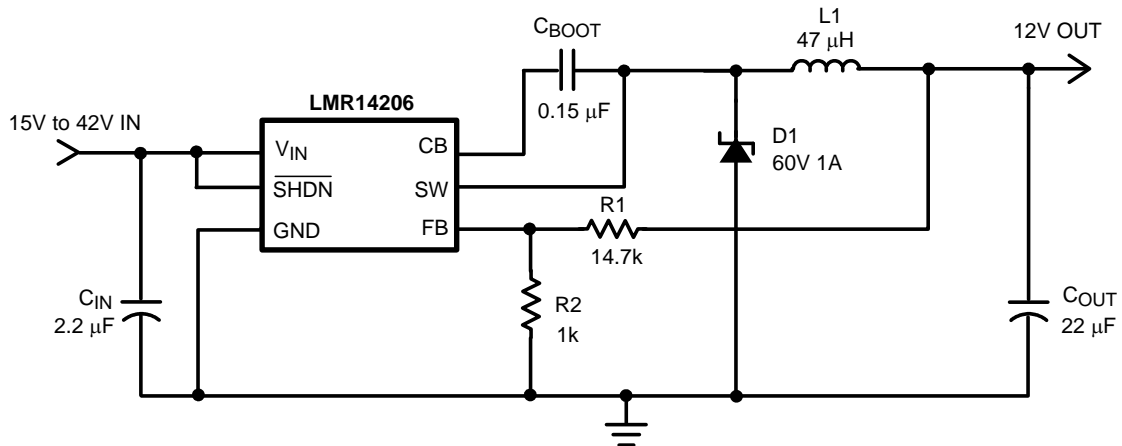 L1
47 μH
12V OUT
CBOOT
0.15 μF
LMR14206
15V to 42V IN
VIN
CB
SHDN
SW
GND
FB
D1
60V 1A
R1
14.7k
CIN
2.2 μF
R2
1k
COUT
22 μF